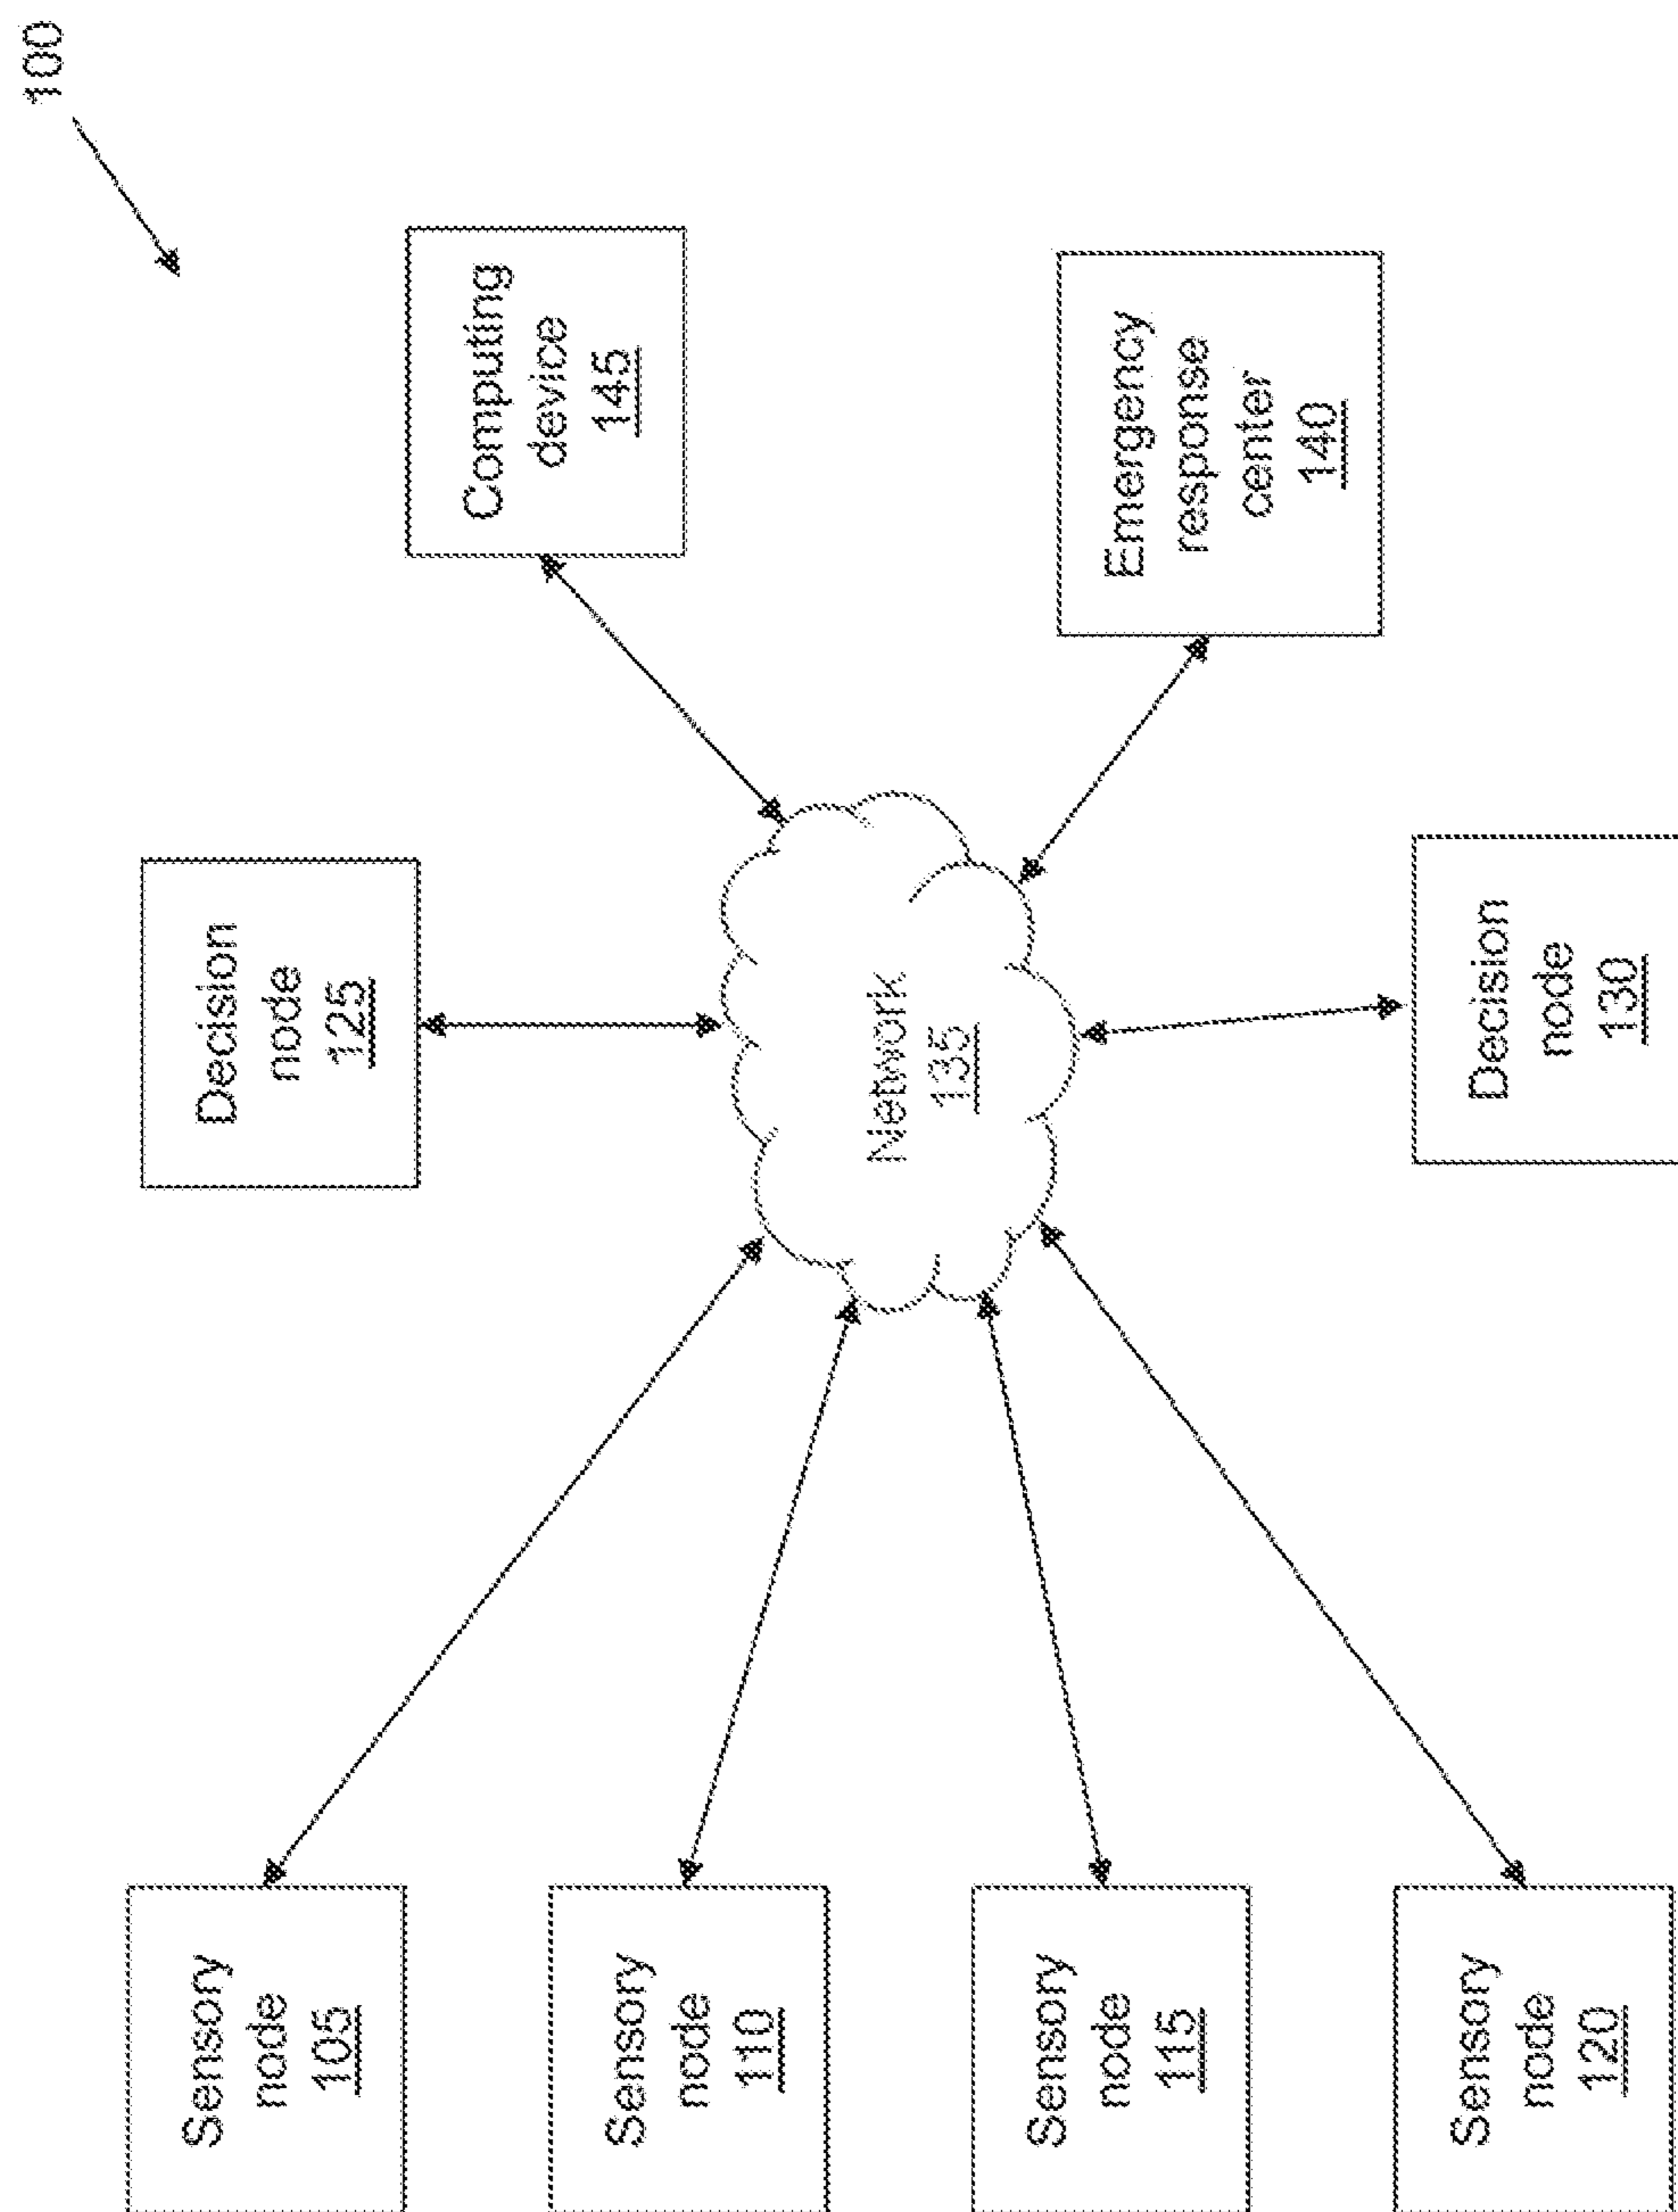 100
Sensory
node
105
Sensory
node
110
Sensory
node
115
Sensory
node
120
Decision
node
125
Network
135
Decision
node
130
Computing
device
145
Emergency
response
center
140